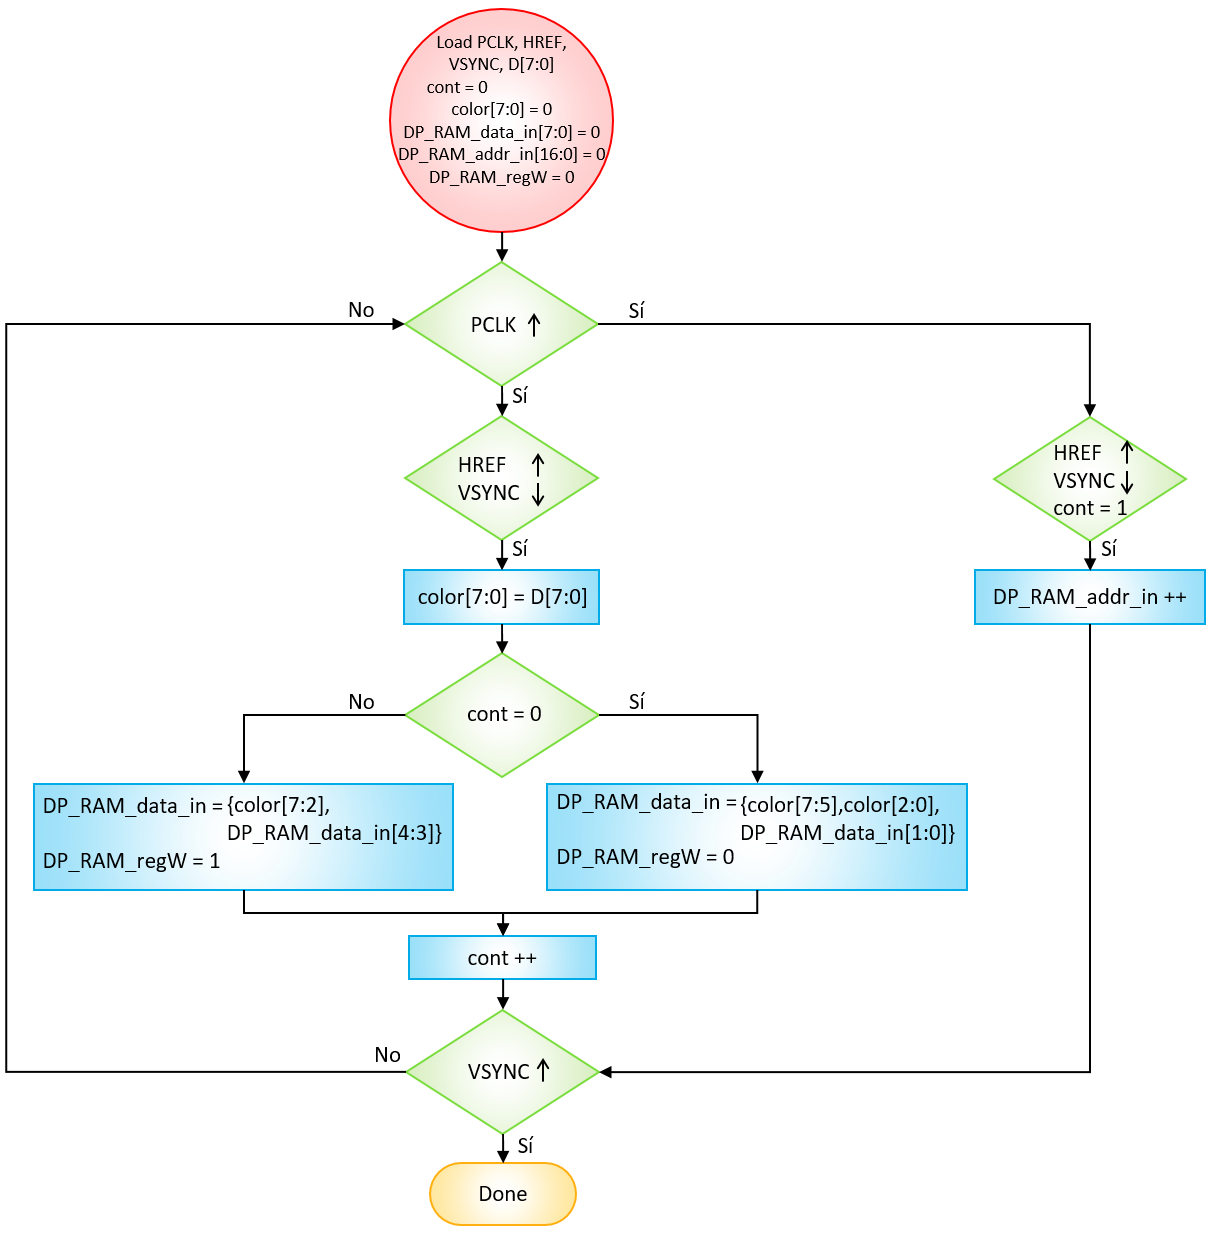 Load PCLK, HREF,
VSYNC, D[7:0]
cont = 0
color[7:0] = 0
DP_RAM_data_in[7:0] = 0
DP_RAM_addr_in[16:0] = 0
DP_RAM_regW = 0
No
PCLK ↑
Sí
Sí
HREF ↑
VSYNC ↓
HREF ↑
VSYNC ↓
cont = 1
Sí
Sí
color[7:0] = D[7:0]
DP_RAM_addr_in ++
No
cont = 0
Sí
DP_RAM_data_in = {color[7:2],
DP_RAM_data_in[4:3]}
DP_RAM_regW = 1
DP_RAM_data_in = {color[7:5],color[2:0],
DP_RAM_data_in[1:0]}
DP_RAM_regW = 0
cont ++
No
VSYNC ↑
Sí
Done